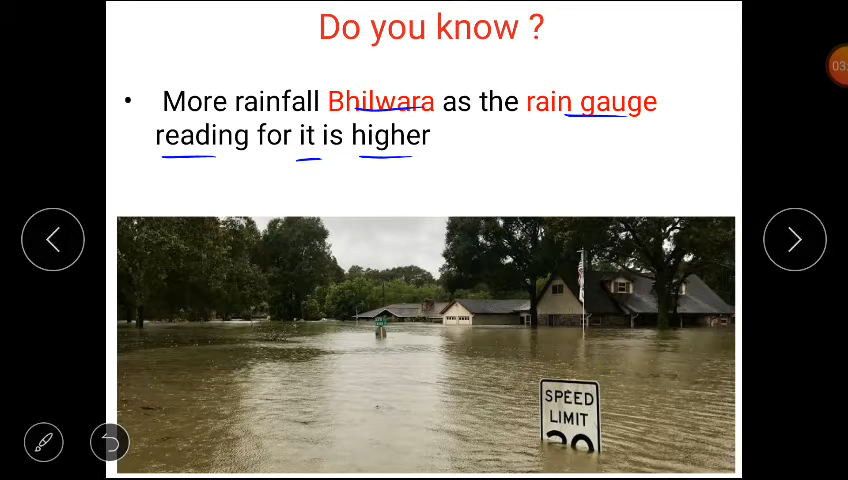 Do you know ?
• More rainfall Bhilwara as the rain gauge
reading for it is higher
SPEED
LIMIT